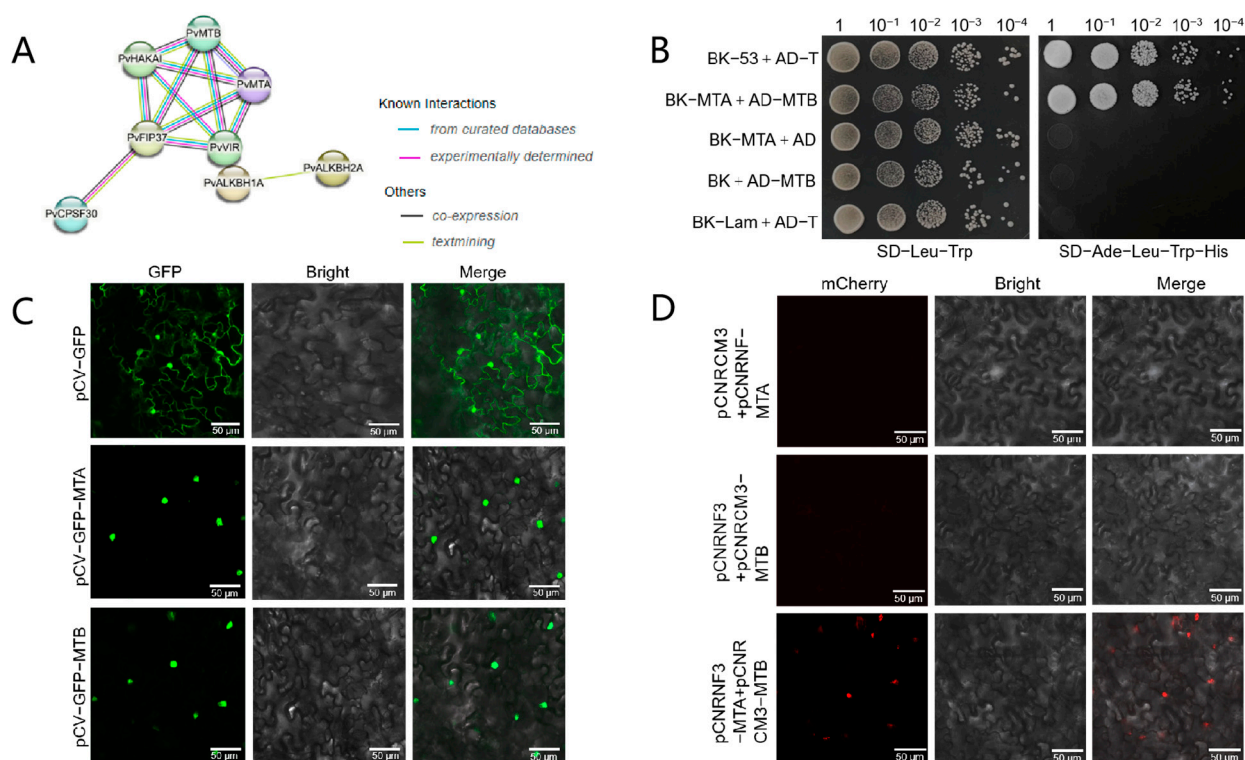 A
PvMTB
PvHAKAI
PvMTA
PvFIP37
PvVIR
PvALKBH1A
PvALKBH2A
PvCPSF30
Known Interactions
from curated databases
experimentally determined
Others
co-expression
textmining
B
1 10⁻¹ 10⁻² 10⁻³ 10⁻⁴
1 10⁻¹ 10⁻² 10⁻³ 10⁻⁴
BK−53 + AD−T
BK−MTA + AD−MTB
BK−MTA + AD
BK + AD−MTB
BK−Lam + AD−T
SD−Leu−Trp
SD−Ade−Leu−Trp−His
C
GFP Bright Merge
pCV−GFP
50 µm 50 µm 50 µm
pCV−GFP−MTA
50 µm 50 µm 50 µm
pCV−GFP−MTB
50 µm 50 µm 50 µm
D
mCherry Bright Merge
pCNRCM3
+pCNRNF−
MTA
50 µm 50 µm 50 µm
pCNRNF3
+pCNRCM3−
MTB
50 µm 50 µm 50 µm
pCNRNF3
−MTA+pCNR
CM3−MTB
50 µm 50 µm 50 µm